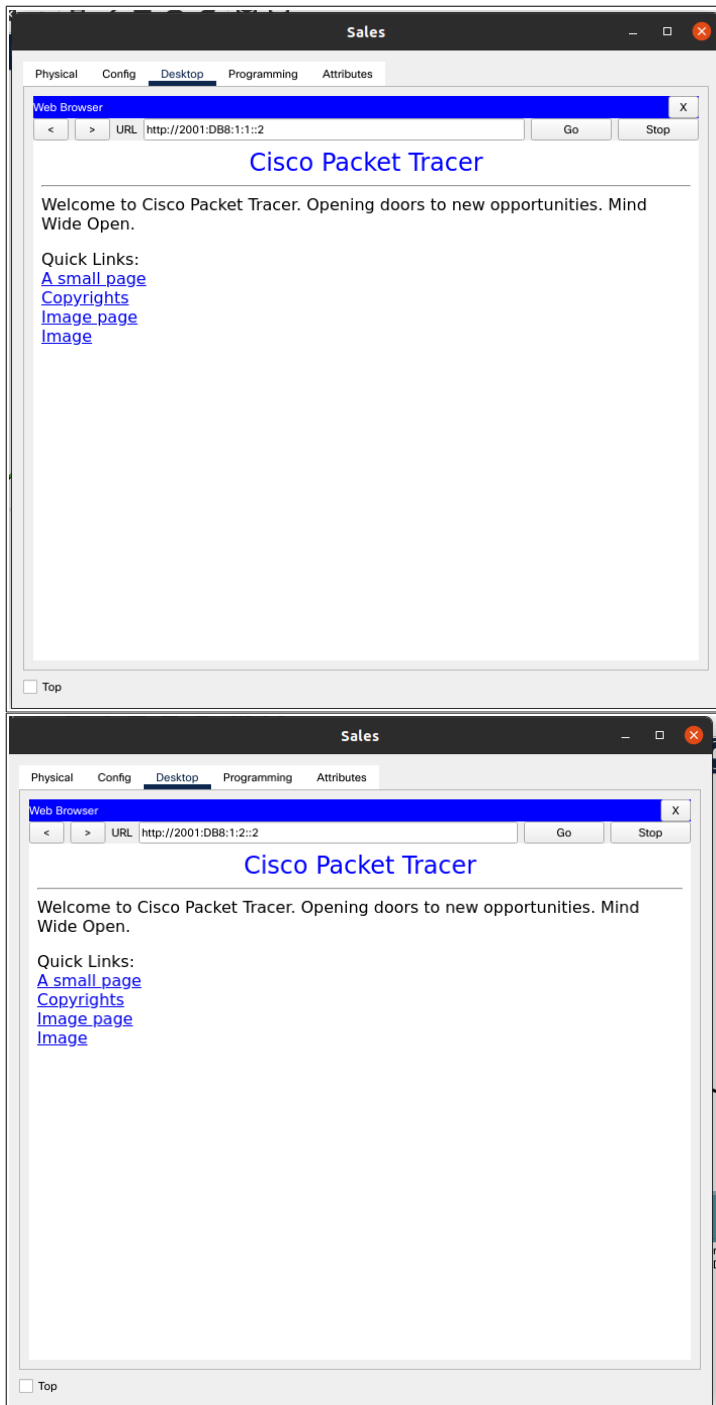 Sales
Physical Config Desktop Programming Attributes
Web Browser X
< > URL http://2001:DB8:1:1::2 Go Stop
Cisco Packet Tracer
Welcome to Cisco Packet Tracer. Opening doors to new opportunities. Mind
Wide Open.
Quick Links:
A small page
Copyrights
Image page
Image
Top
Sales
Physical Config Desktop Programming Attributes
Web Browser X
< > URL http://2001:DB8:1:2::2 Go Stop
Cisco Packet Tracer
Welcome to Cisco Packet Tracer. Opening doors to new opportunities. Mind
Wide Open.
Quick Links:
A small page
Copyrights
Image page
Image
Top